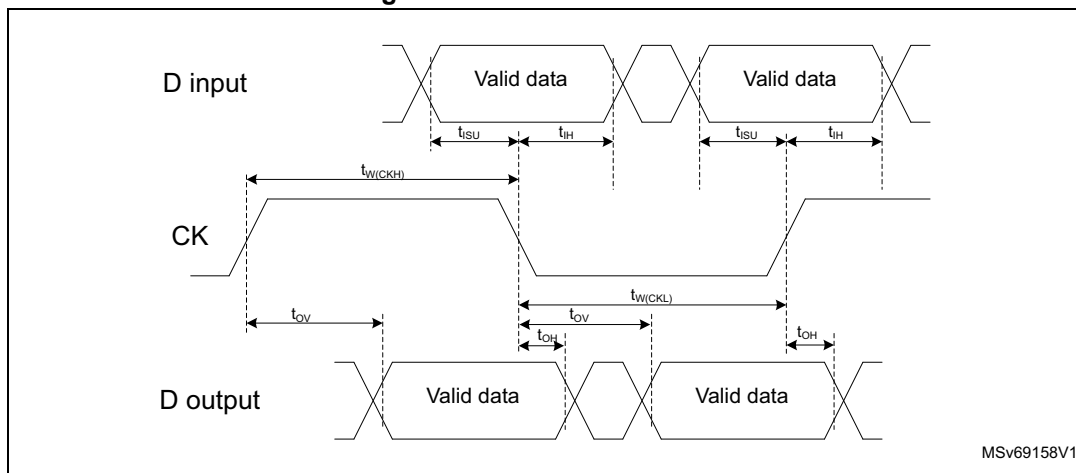 D input
Valid data
Valid data
tISU
tIH
tISU
tIH
tW(CKH)
CK
tW(CKL)
tOV
tOV
tOH
tOH
D output
Valid data
Valid data
MSv69158V1